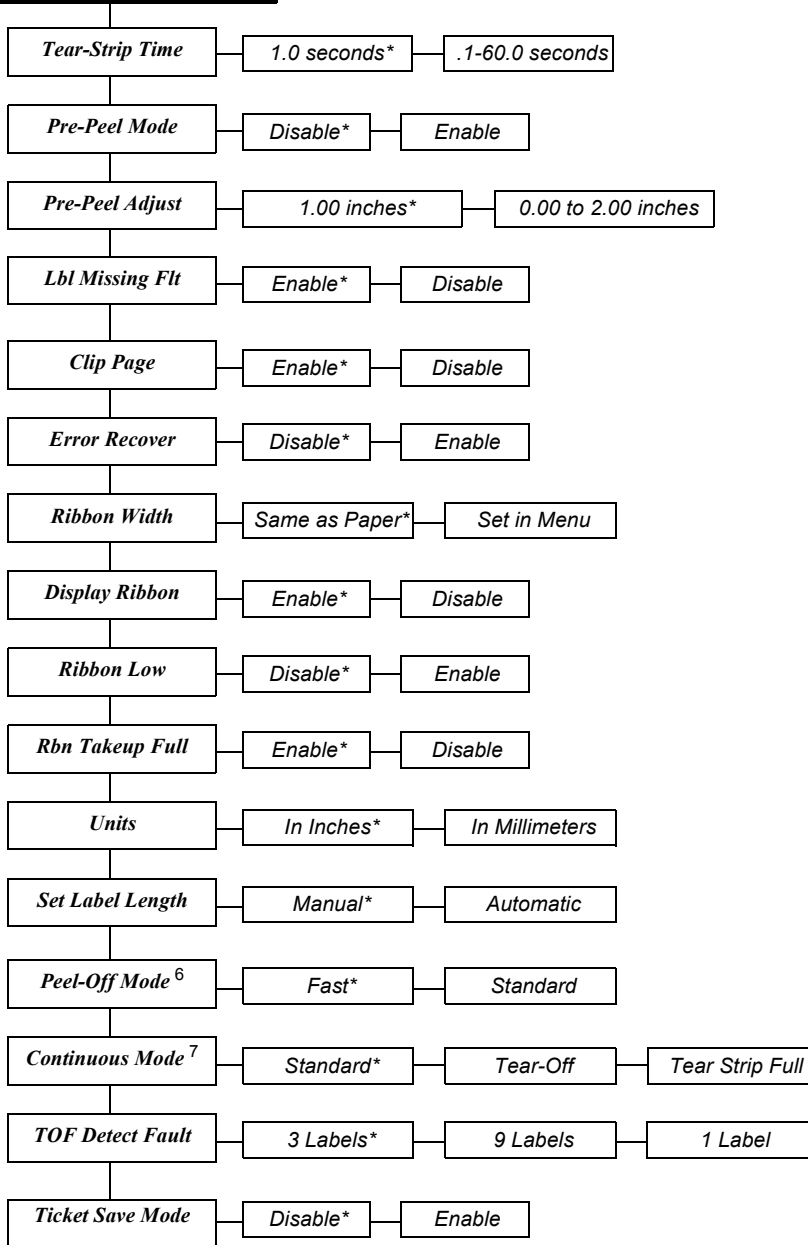 Tear-Strip Time 1.0 seconds* .1-60.0 seconds
Pre-Peel Mode Disable* Enable
Pre-Peel Adjust 1.00 inches* 0.00 to 2.00 inches
Lbl Missing Flt Enable* Disable
Clip Page Enable* Disable
Error Recover Disable* Enable
Ribbon Width Same as Paper* Set in Menu
Display Ribbon Enable* Disable
Ribbon Low Disable* Enable
Rbn Takeup Full Enable* Disable
Units In Inches* In Millimeters
Set Label Length Manual* Automatic
Peel-Off Mode 6 Fast* Standard
Continuous Mode 7 Standard* Tear-Off Tear Strip Full
TOF Detect Fault 3 Labels* 9 Labels 1 Label
Ticket Save Mode Disable* Enable